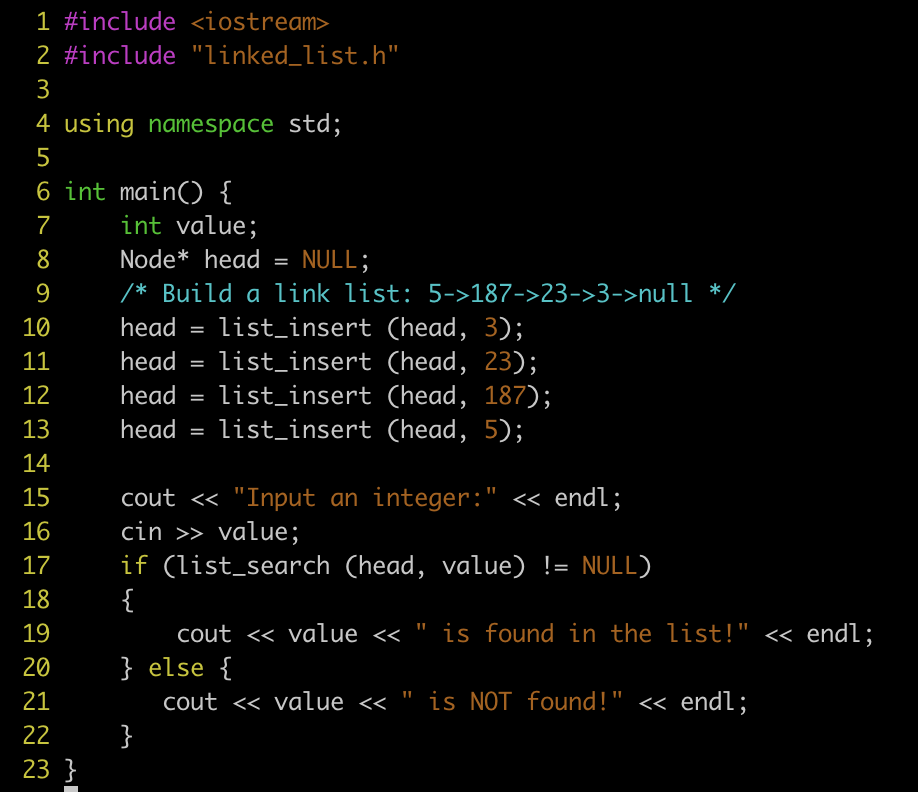 1 #include <iostream>
2 #include "linked_list.h"
3
4 using namespace std;
5
6 int main() {
7     int value;
8     Node* head = NULL;
9     /* Build a link list: 5->187->23->3->null */
10     head = list_insert (head, 3);
11     head = list_insert (head, 23);
12     head = list_insert (head, 187);
13     head = list_insert (head, 5);
14
15     cout << "Input an integer:" << endl;
16     cin >> value;
17     if (list_search (head, value) != NULL)
18     {
19         cout << value << " is found in the list!" << endl;
20     } else {
21        cout << value << " is NOT found!" << endl;
22     }
23 }